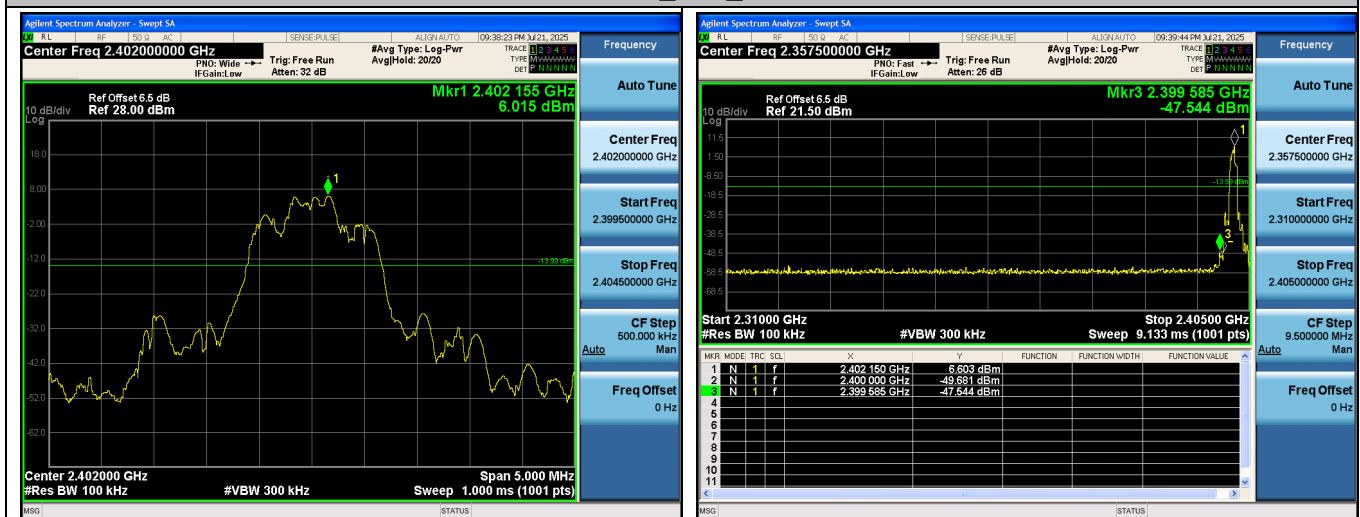 Agilent Spectrum Analyzer - Swept SA
RL RF 50 Ω AC SENSE:PULSE ALIGN AUTO 09:38:23 PM Jul 21, 2025
Center Freq 2.402000000 GHz
PNO: Wide
IFGain:Low
Trig: Free Run
Atten: 32 dB
#Avg Type: Log-Pwr
Avg|Hold: 20/20
TRACE 1 2 3 4 5 6
TYPE M
DET P N N N N N
Ref Offset 6.5 dB
Ref 28.00 dBm
10 dB/div
Log
Mkr1 2.402 155 GHz
6.015 dBm
1
18.0
8.00
-2.00
-12.0
-13.99 dBm
-22.0
-32.0
-42.0
-52.0
-62.0
Center 2.402000 GHz
Span 5.000 MHz
#Res BW 100 kHz
#VBW 300 kHz
Sweep 1.000 ms (1001 pts)
MSG STATUS
Frequency
Auto Tune
Center Freq
2.402000000 GHz
Start Freq
2.399500000 GHz
Stop Freq
2.404500000 GHz
CF Step
500.000 kHz
Auto Man
Freq Offset
0 Hz
Agilent Spectrum Analyzer - Swept SA
RL RF 50 Ω AC SENSE:PULSE ALIGN AUTO 09:39:44 PM Jul 21, 2025
Center Freq 2.357500000 GHz
PNO: Fast
IFGain:Low
Trig: Free Run
Atten: 26 dB
#Avg Type: Log-Pwr
Avg|Hold: 20/20
TRACE 1 2 3 4 5 6
TYPE M
DET P N N N N N
Ref Offset 6.5 dB
Ref 21.50 dBm
10 dB/div
Log
Mkr3 2.399 585 GHz
-47.544 dBm
1
11.5
1.50
-8.50
-13.99 dBm
-18.5
-28.5
-38.5
3
-48.5
-58.5
-68.5
Start 2.31000 GHz
Stop 2.40500 GHz
#Res BW 100 kHz
#VBW 300 kHz
Sweep 9.133 ms (1001 pts)
MKR MODE TRC SCL X Y FUNCTION FUNCTION WIDTH FUNCTION VALUE
1 N 1 f 2.402 150 GHz 6.603 dBm
2 N 1 f 2.400 000 GHz -49.681 dBm
3 N 1 f 2.399 585 GHz -47.544 dBm
4
5
6
7
8
9
10
11
MSG STATUS
Frequency
Auto Tune
Center Freq
2.357500000 GHz
Start Freq
2.310000000 GHz
Stop Freq
2.405000000 GHz
CF Step
9.500000 MHz
Auto Man
Freq Offset
0 Hz